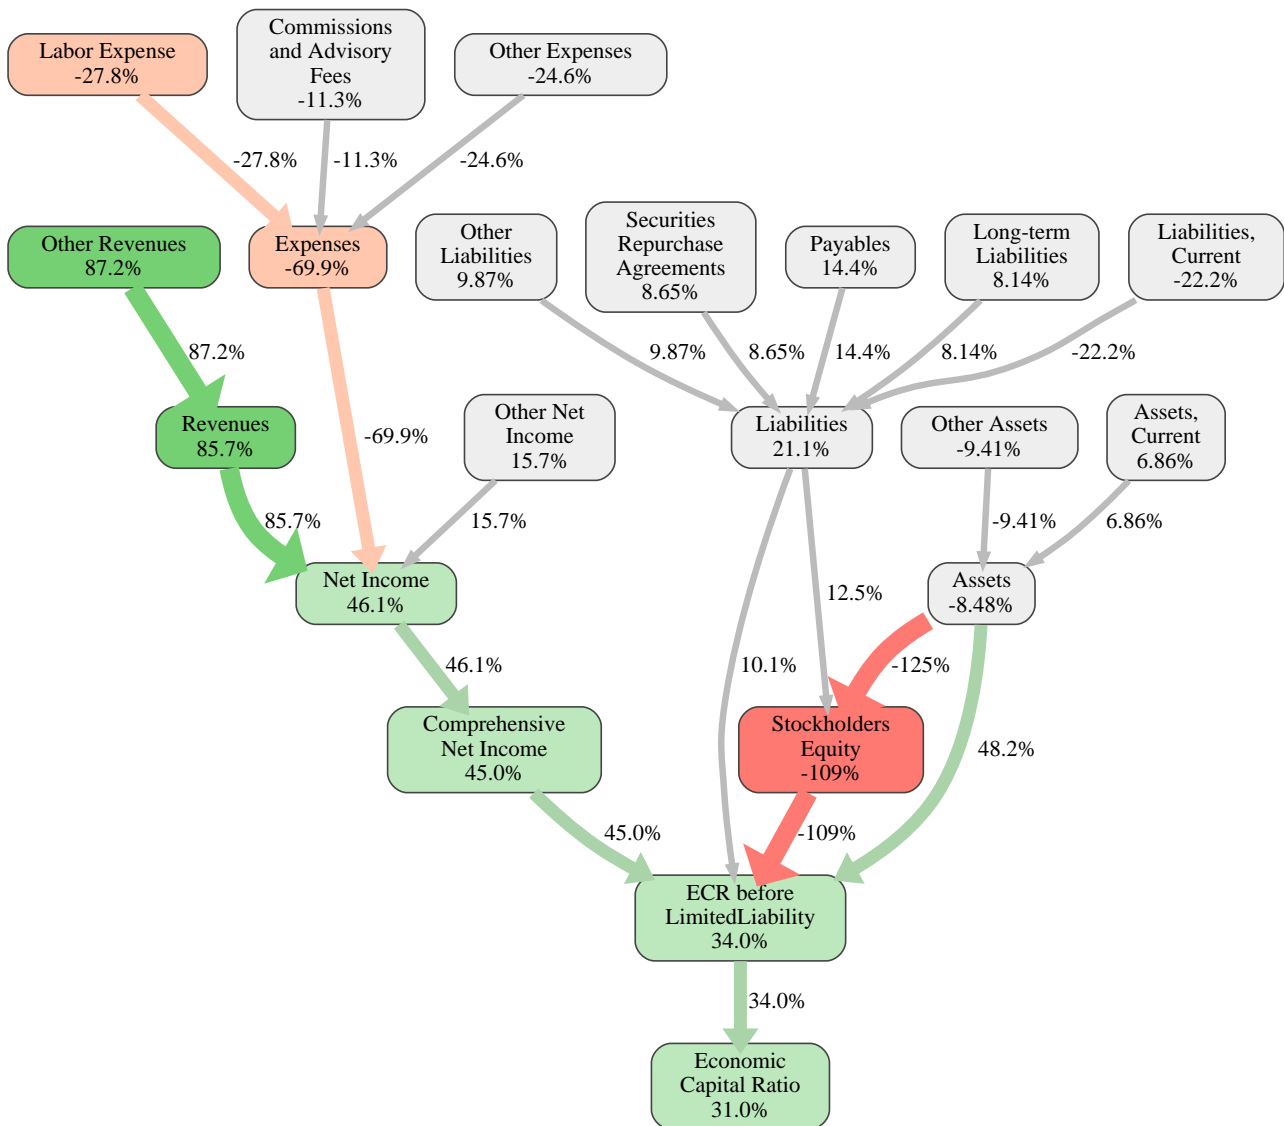 Labor Expense
-27.8%
Commissions
and Advisory
Fees
-11.3%
Other Expenses
-24.6%
-27.8%
-11.3%
-24.6%
Other Revenues
87.2%
Expenses
-69.9%
Other
Liabilities
9.87%
Securities
Repurchase
Agreements
8.65%
Payables
14.4%
Long-term
Liabilities
8.14%
Liabilities,
Current
-22.2%
87.2%
9.87%
8.65%
14.4%
8.14%
-22.2%
Revenues
85.7%
-69.9%
Other Net
Income
15.7%
Liabilities
21.1%
Other Assets
-9.41%
Assets,
Current
6.86%
85.7%
15.7%
-9.41%
6.86%
Net Income
46.1%
12.5%
Assets
-8.48%
46.1%
10.1%
-125%
Comprehensive
Net Income
45.0%
Stockholders
Equity
-109%
48.2%
45.0%
-109%
ECR before
LimitedLiability
34.0%
34.0%
Economic
Capital Ratio
31.0%